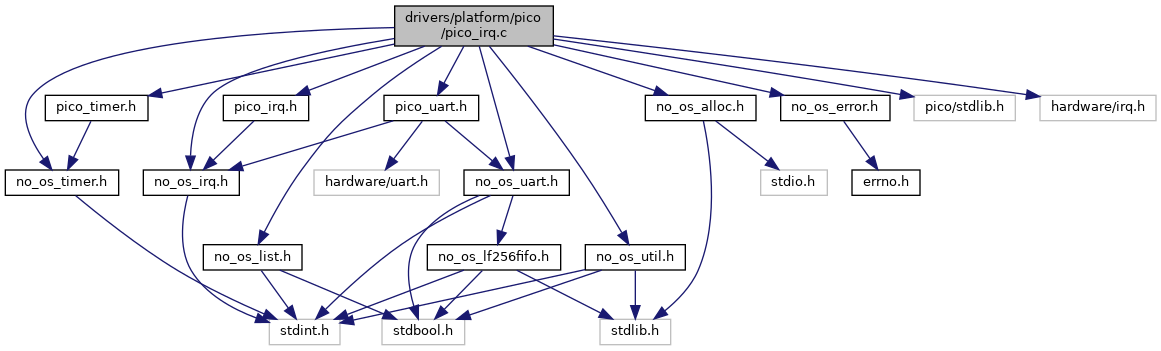 drivers/platform/pico
/pico_irq.c
pico_timer.h
pico_irq.h
pico_uart.h
no_os_alloc.h
no_os_error.h
pico/stdlib.h
hardware/irq.h
no_os_timer.h
no_os_irq.h
hardware/uart.h
no_os_uart.h
stdio.h
errno.h
no_os_list.h
no_os_lf256fifo.h
no_os_util.h
stdint.h
stdbool.h
stdlib.h